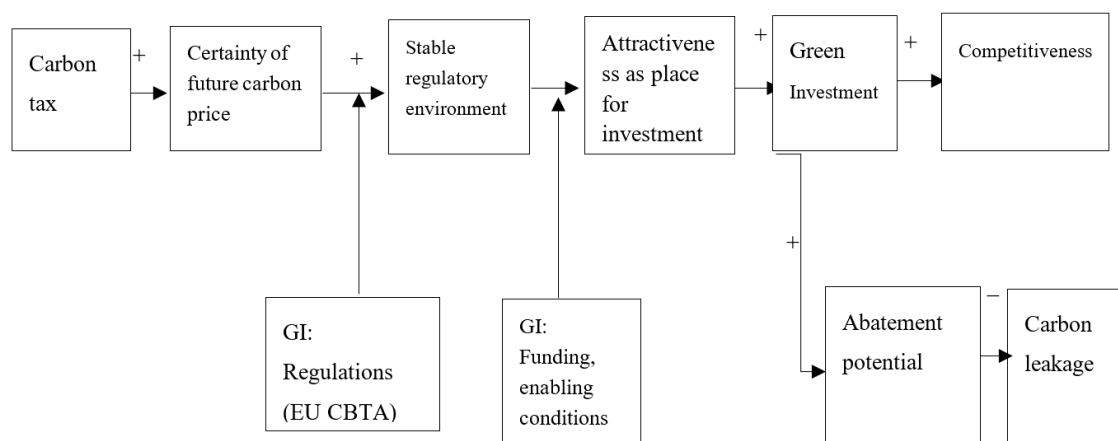 Carbon
tax
+
Certainty of
future carbon
price
+
Stable
regulatory
environment
Attractivene
ss as place
for
investment
+
Green
Investment
+
Competitiveness
+
GI:
Regulations
(EU CBTA)
GI:
Funding,
enabling
conditions
Abatement
potential
–
Carbon
leakage